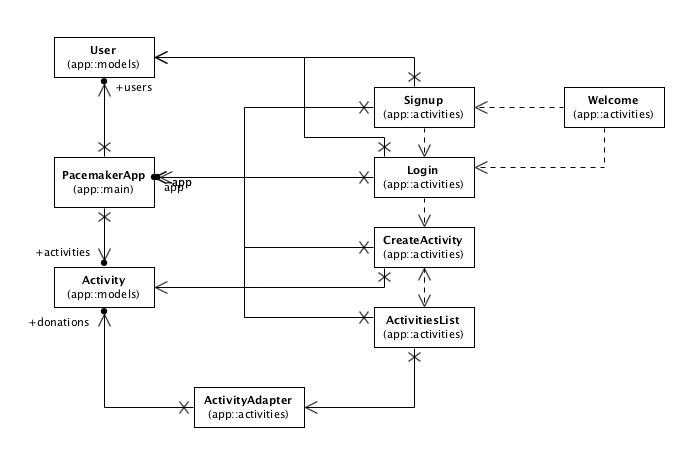 User
(app::models)
+users
Signup
(app::activities)
Welcome
(app::activities)
PacemakerApp
(app::main)
-app
app
Login
(app::activities)
CreateActivity
(app::activities)
+activities
Activity
(app::models)
+donations
ActivitiesList
(app::activities)
ActivityAdapter
(app::activities)